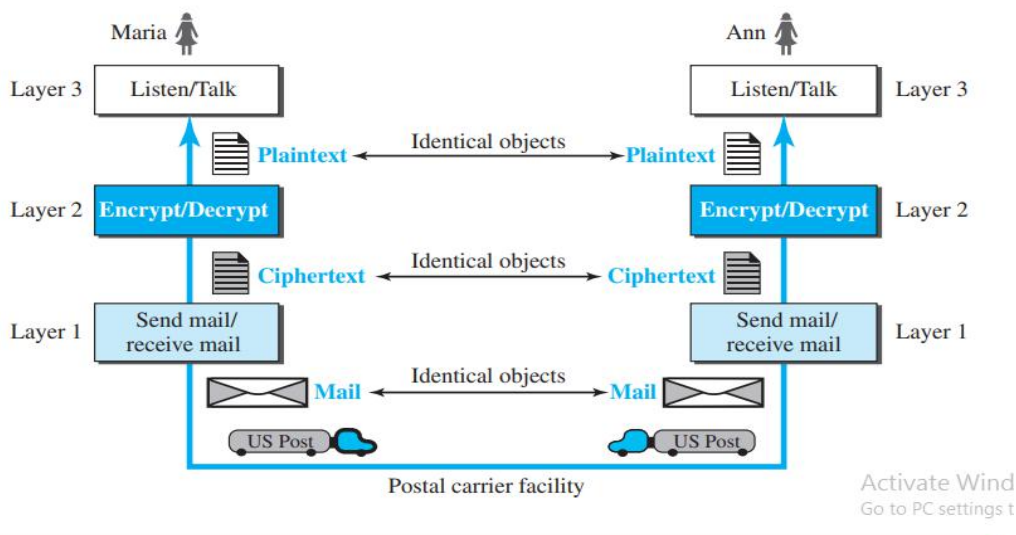 Maria
Ann
Layer 3
Listen/Talk
Listen/Talk
Layer 3
Identical objects
Plaintext
Plaintext
Layer 2
Encrypt/Decrypt
Encrypt/Decrypt
Layer 2
Identical objects
Ciphertext
Ciphertext
Layer 1
Send mail/
receive mail
Send mail/
receive mail
Layer 1
Identical objects
Mail
Mail
US Post
US Post
Postal carrier facility
Activate Wind
Go to PC settings t